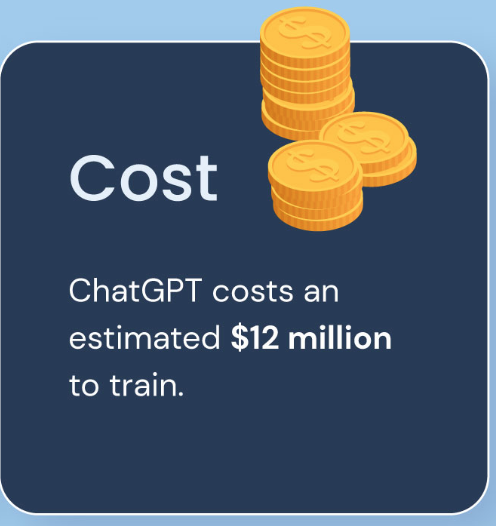 Cost
ChatGPT costs an
estimated $12 million
to train.